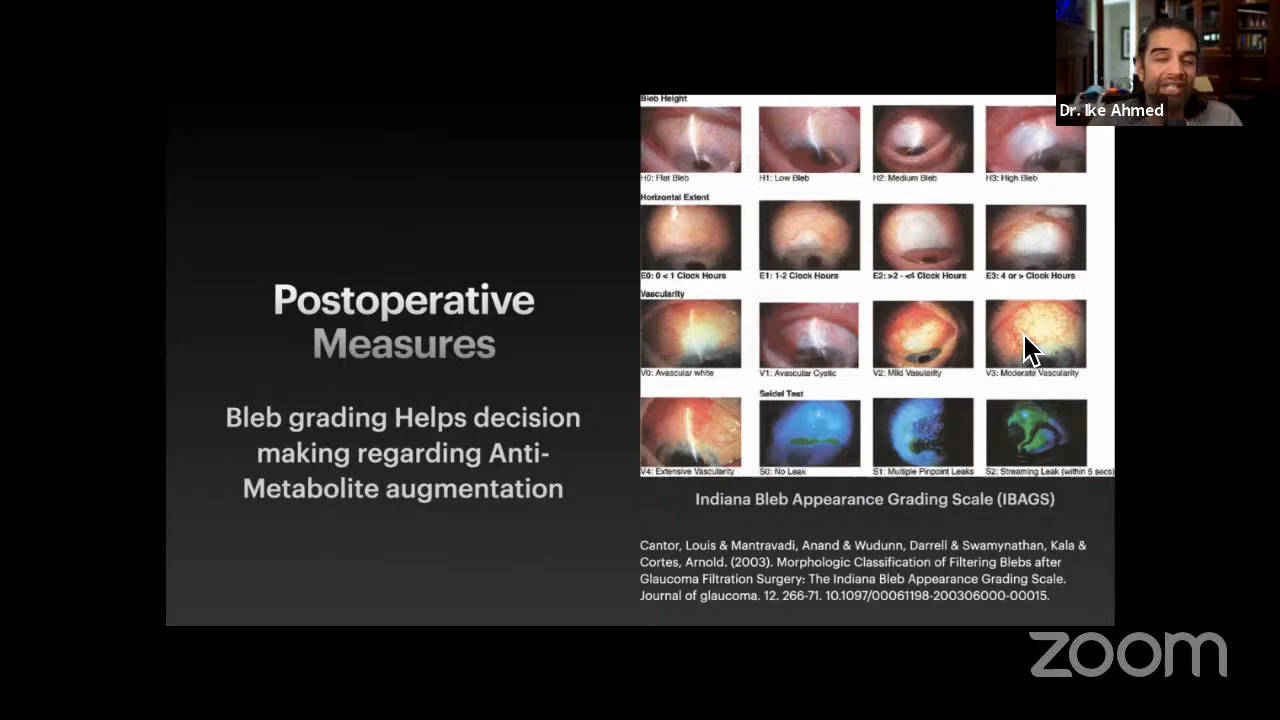 Dr. Ike Ahmed
Postoperative
Measures
Bleb grading Helps decision
making regarding Anti-
Metabolite augmentation
Bleb Height
H0: Flat Bleb H1: Low Bleb H2: Medium Bleb H3: High Bleb
Horizontal Extent
E0: 0 < 1 Clock Hours E1: 1-2 Clock Hours E2: >2 - <4 Clock Hours E3: 4 or > Clock Hours
Vascularity
V0: Avascular white V1: Avascular Cystic V2: Mild Vasularity V3: Moderate Vascularity
Seidel Test
V4: Extensive Vascularity S0: No Leak S1: Multiple Pinpoint Leaks S2: Streaming Leak (within 5 secs)
Indiana Bleb Appearance Grading Scale (IBAGS)
Cantor, Louis & Mantravadi, Anand & Wudunn, Darrell & Swamynathan, Kala &
Cortes, Arnold. (2003). Morphologic Classification of Filtering Blebs after
Glaucoma Filtration Surgery: The Indiana Bleb Appearance Grading Scale.
Journal of glaucoma. 12. 266-71. 10.1097/00061198-200306000-00015.
zoom